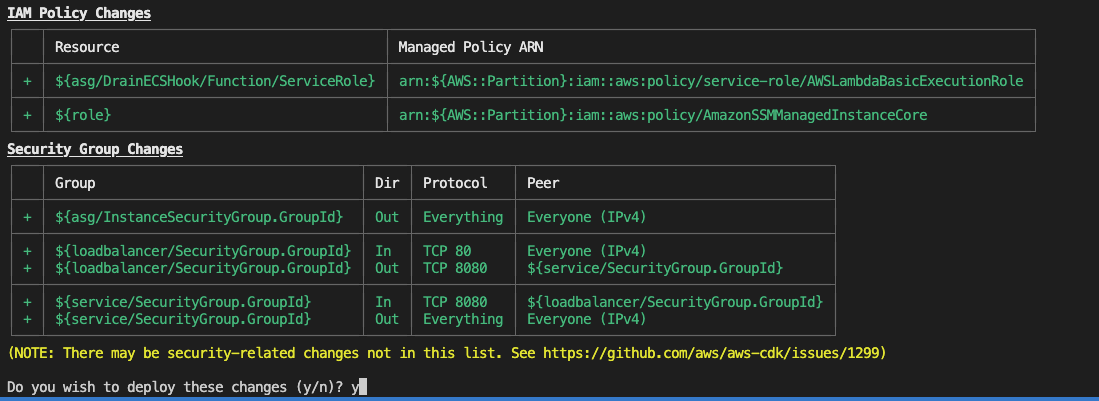 IAM Policy Changes
Resource Managed Policy ARN
+ ${asg/DrainECSHook/Function/ServiceRole} arn:${AWS::Partition}:iam::aws:policy/service-role/AWSLambdaBasicExecutionRole
+ ${role} arn:${AWS::Partition}:iam::aws:policy/AmazonSSMManagedInstanceCore
Security Group Changes
Group Dir Protocol Peer
+ ${asg/InstanceSecurityGroup.GroupId} Out Everything Everyone (IPv4)
+ ${loadbalancer/SecurityGroup.GroupId} In TCP 80 Everyone (IPv4)
+ ${loadbalancer/SecurityGroup.GroupId} Out TCP 8080 ${service/SecurityGroup.GroupId}
+ ${service/SecurityGroup.GroupId} In TCP 8080 ${loadbalancer/SecurityGroup.GroupId}
+ ${service/SecurityGroup.GroupId} Out Everything Everyone (IPv4)
(NOTE: There may be security-related changes not in this list. See https://github.com/aws/aws-cdk/issues/1299)
Do you wish to deploy these changes (y/n)? y